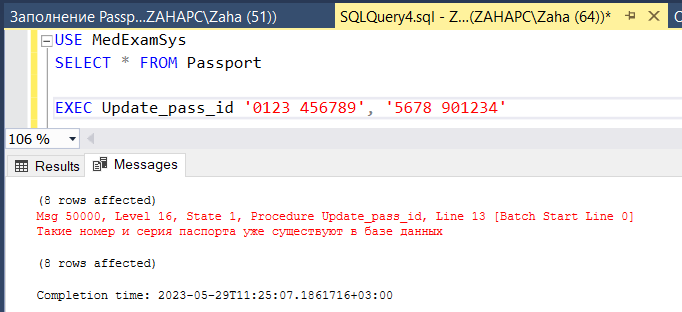 Заполнение Passp...ZAHAPC\Zaha (51))
SQLQuery4.sql - Z...(ZAHAPC\Zaha (64))*
USE MedExamSys
SELECT * FROM Passport
EXEC Update_pass_id '0123 456789', '5678 901234'
106 %
Results
Messages
(8 rows affected)
Msg 50000, Level 16, State 1, Procedure Update_pass_id, Line 13 [Batch Start Line 0]
Такие номер и серия паспорта уже существуют в базе данных
(8 rows affected)
Completion time: 2023-05-29T11:25:07.1861716+03:00